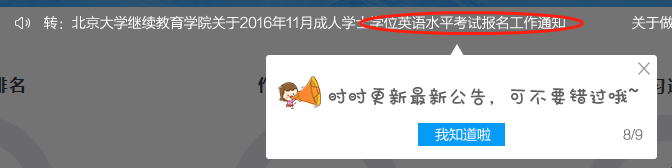 转：北京大学继续教育学院关于2016年11月成人学士学位英语水平考试报名工作通知 关于做
排名
时时更新最新公告，可不要错过哦~
我知道啦
8/9